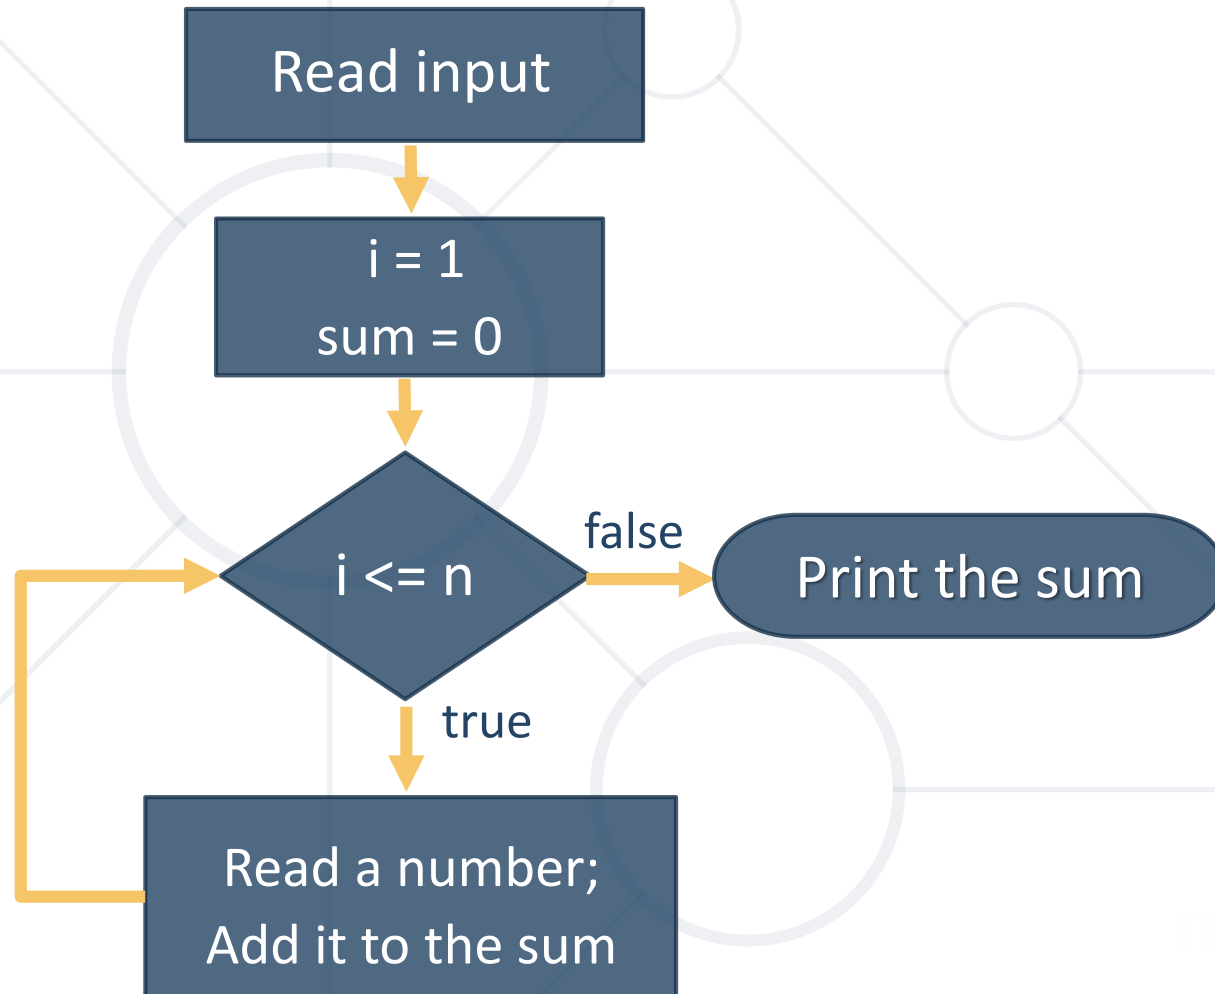 Read input
i = 1
sum = 0
i <= n
false
Print the sum
true
Read a number;
Add it to the sum